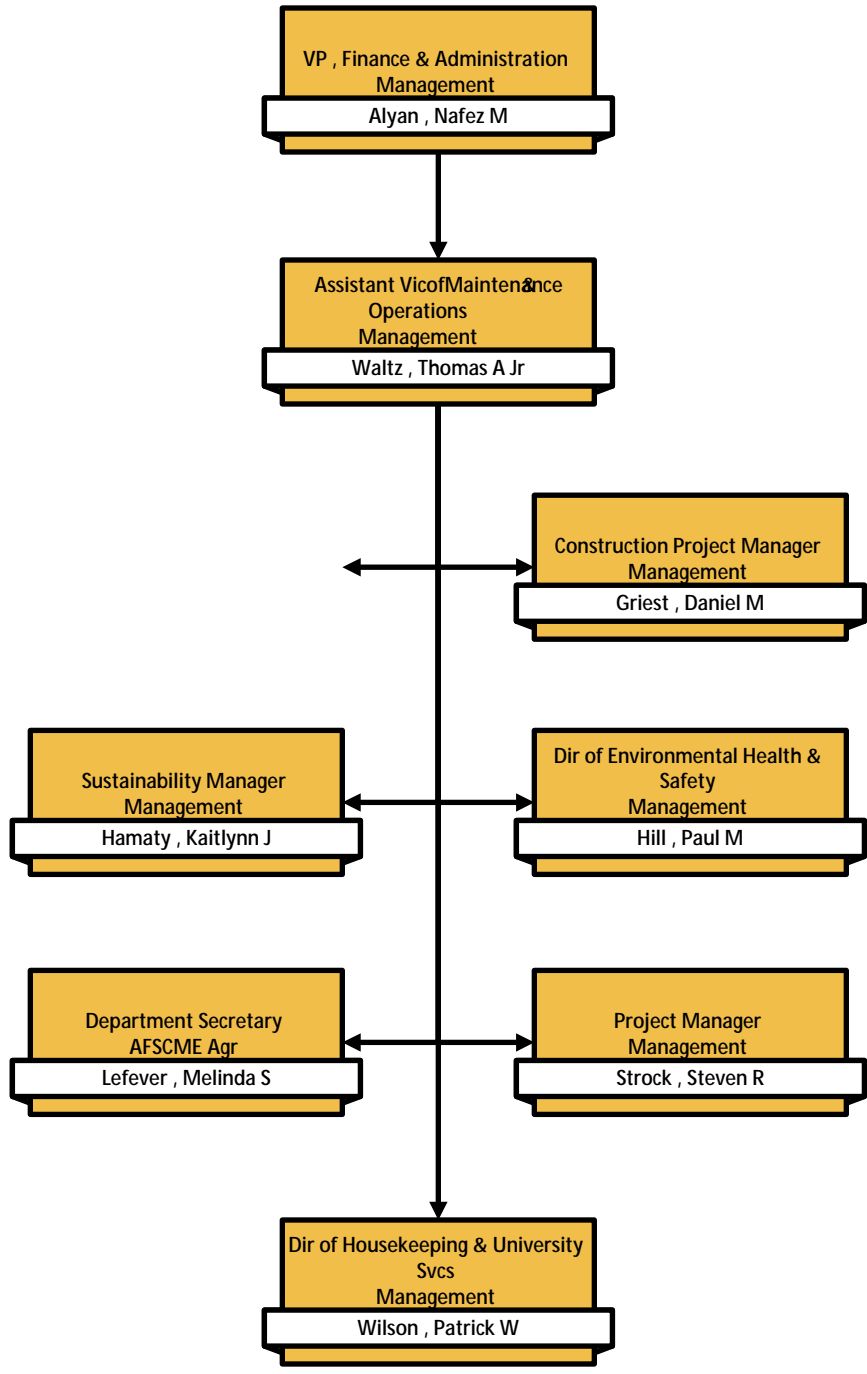 VP , Finance & Administration
Management
Alyan , Nafez M
Assistant VicofMaintenance &
Operations
Management
Waltz , Thomas A Jr
Construction Project Manager
Management
Griest , Daniel M
Sustainability Manager
Management
Hamaty , Kaitlynn J
Dir of Environmental Health &
Safety
Management
Hill , Paul M
Department Secretary
AFSCME Agr
Lefever , Melinda S
Project Manager
Management
Strock , Steven R
Dir of Housekeeping & University
Svcs
Management
Wilson , Patrick W